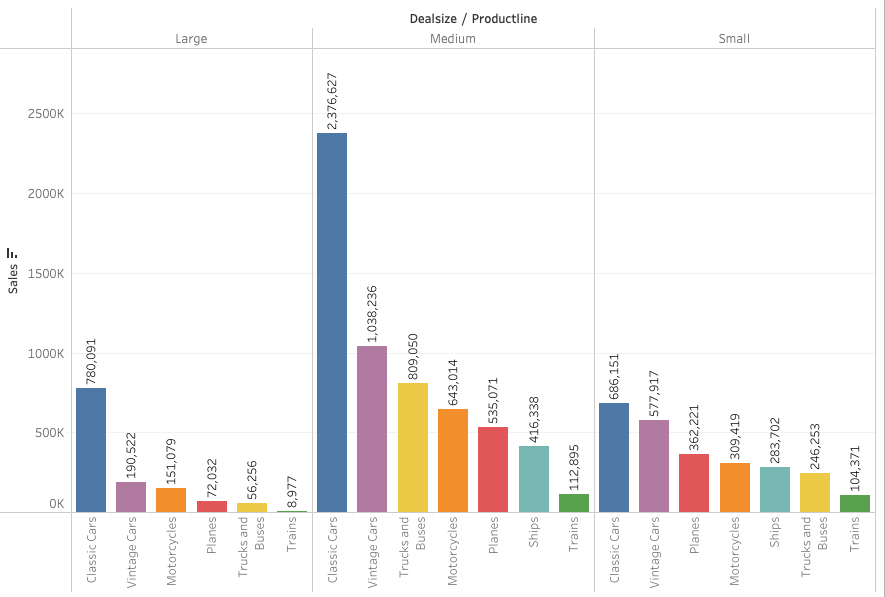 Dealsize / Productline
Large
Medium
Small
Sales
2500K
2000K
1500K
1000K
500K
0K
780,091
190,522
151,079
72,032
56,256
8,977
2,376,627
1,038,236
809,050
643,014
535,071
416,338
112,895
686,151
577,917
362,221
309,419
283,702
246,253
104,371
Classic Cars
Vintage Cars
Motorcycles
Planes
Trucks and
Buses
Trains
Classic Cars
Vintage Cars
Trucks and
Buses
Motorcycles
Planes
Ships
Trains
Classic Cars
Vintage Cars
Planes
Motorcycles
Ships
Trucks and
Buses
Trains